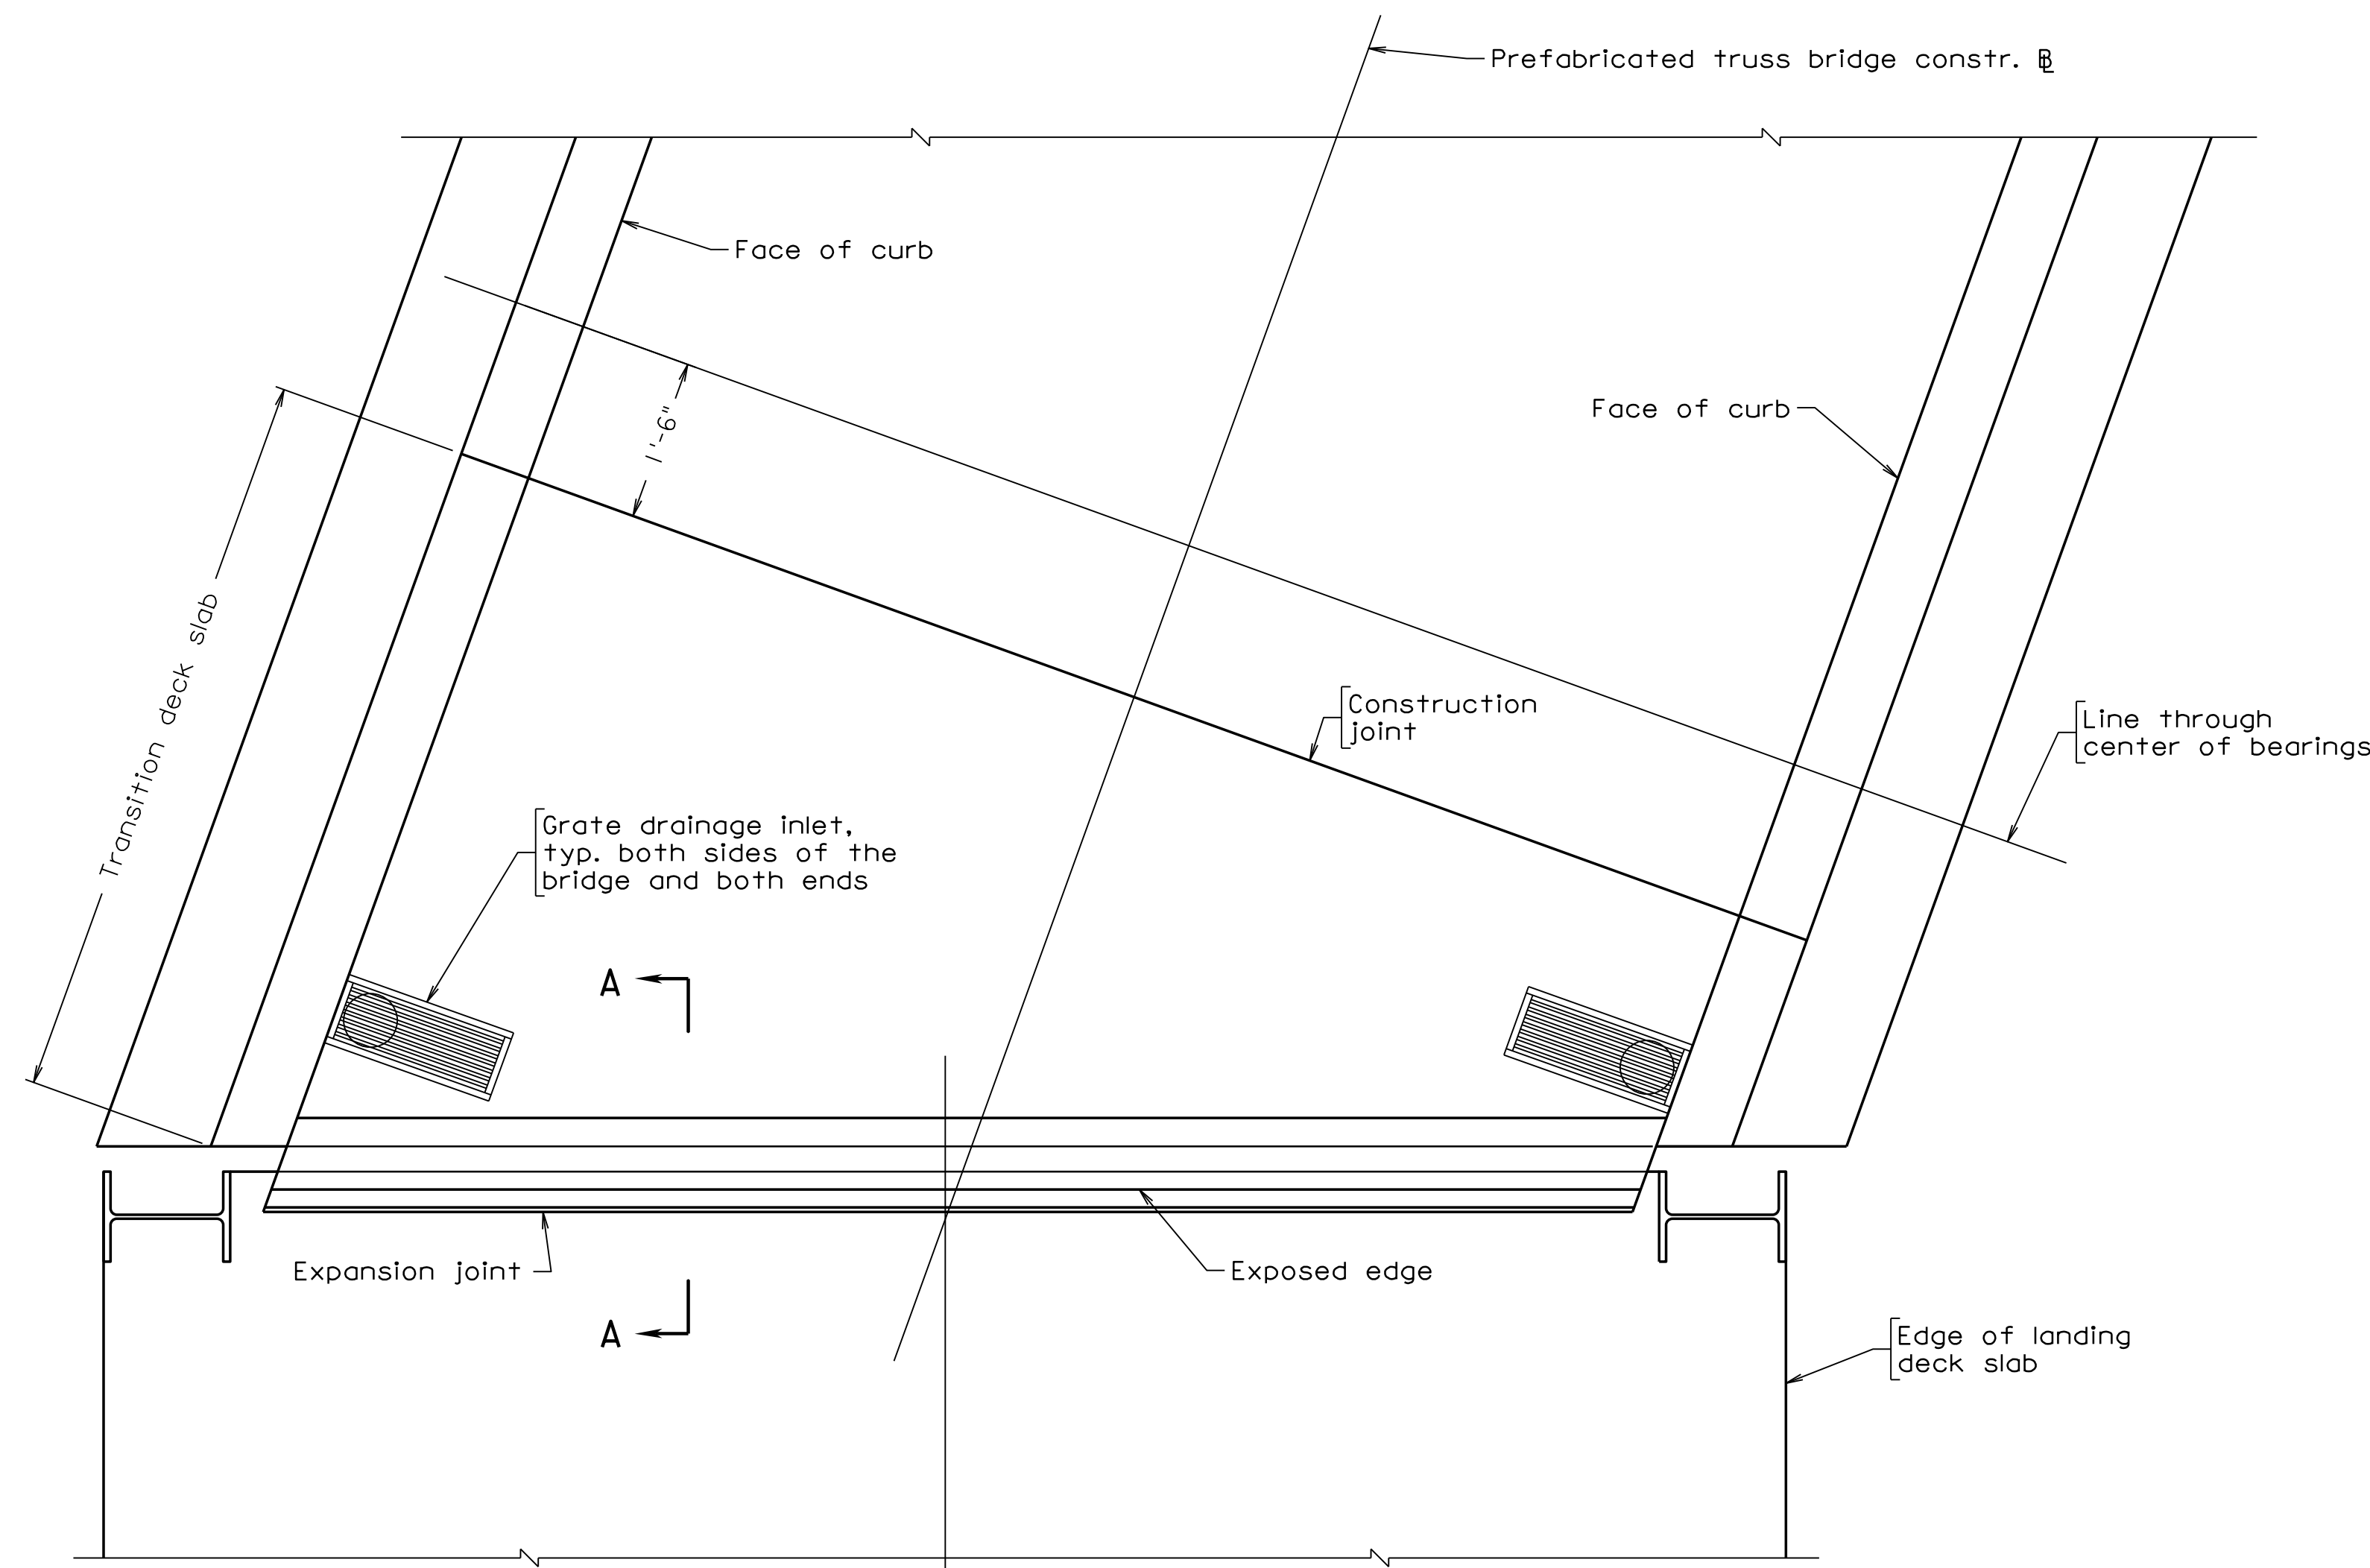 Prefabricated truss bridge constr. B̵L
Face of curb
1'-6"
Face of curb
Transition deck slab
Construction
joint
Line through
center of bearings
Grate drainage inlet,
typ. both sides of the
bridge and both ends
A
Expansion joint
Exposed edge
A
Edge of landing
deck slab